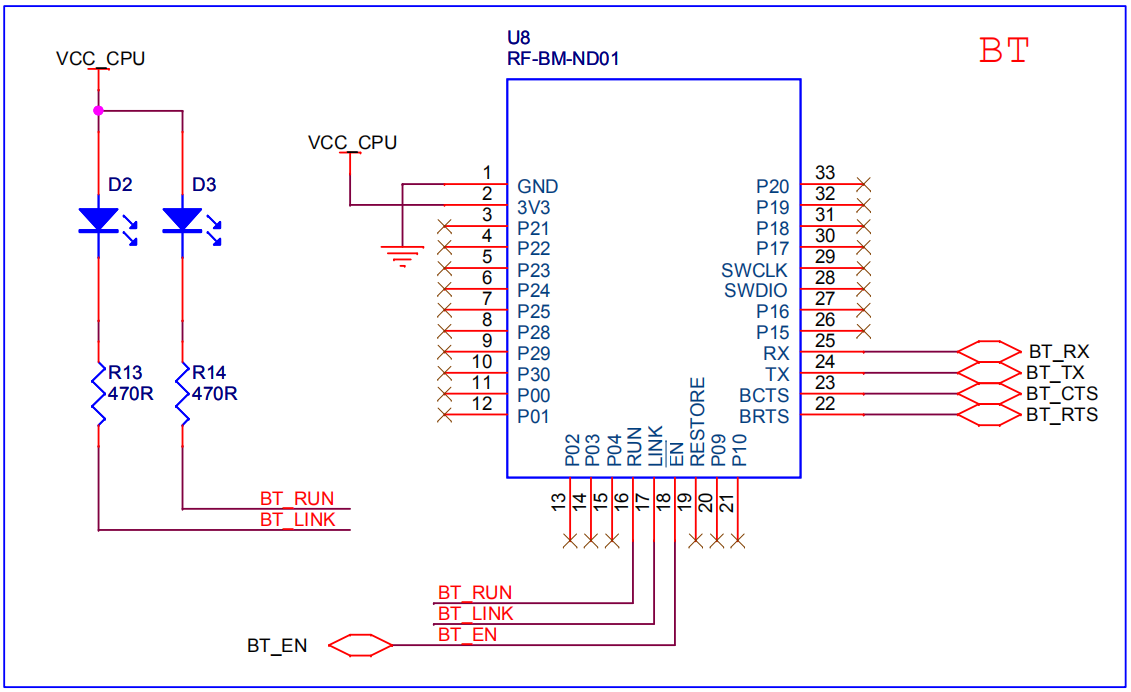 U8
RF-BM-ND01
BT
VCC_CPU
VCC_CPU
D2
D3
R13
470R
R14
470R
BT_RUN
BT_LINK
1
GND
2
3V3
3
P21
4
P22
5
P23
6
P24
7
P25
8
P28
9
P29
10
P30
11
P00
12
P01
33
P20
32
P19
31
P18
30
P17
29
SWCLK
28
SWDIO
27
P16
26
P15
25
RX
BT_RX
24
TX
BT_TX
23
BCTS
BT_CTS
22
BRTS
BT_RTS
P02
P03
P04
RUN
LINK
EN
RESTORE
P09
P10
13
14
15
16
17
18
19
20
21
BT_RUN
BT_LINK
BT_EN
BT_EN